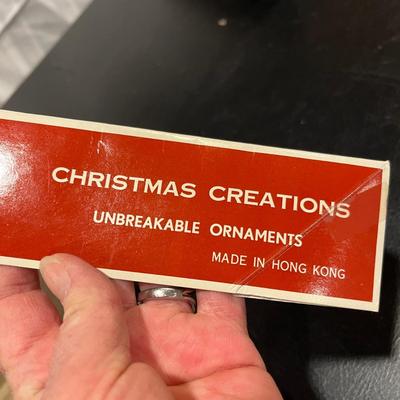 CHRISTMAS CREATIONS
UNBREAKABLE ORNAMENTS
MADE IN HONG KONG